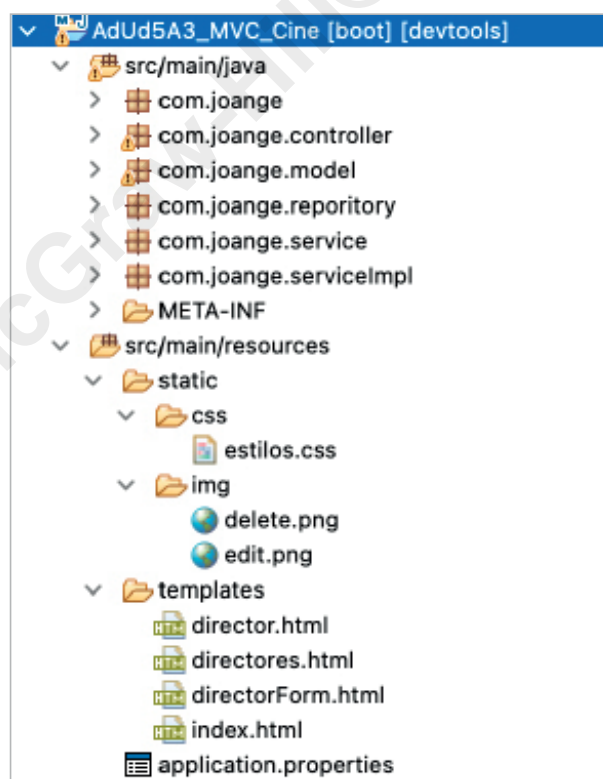 AdUd5A3_MVC_Cine [boot] [devtools]
src/main/java
com.joange
com.joange.controller
com.joange.model
com.joange.reporitory
com.joange.service
com.joange.serviceImpl
META-INF
src/main/resources
static
css
estilos.css
img
delete.png
edit.png
templates
director.html
directores.html
directorForm.html
index.html
application.properties